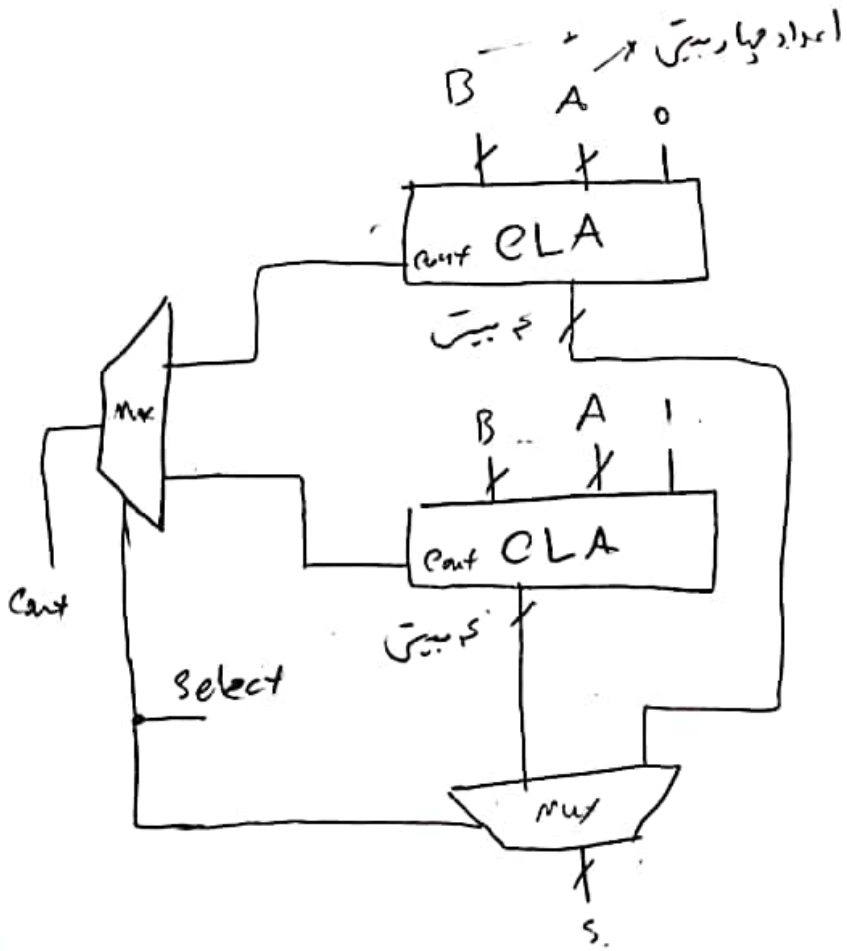 اعداد چهار بیتی
B A 0
Cout CLA
۴ بیتی
Mux
B A 1
Cout CLA
۴ بیتی
Cout
Select
Mux
S